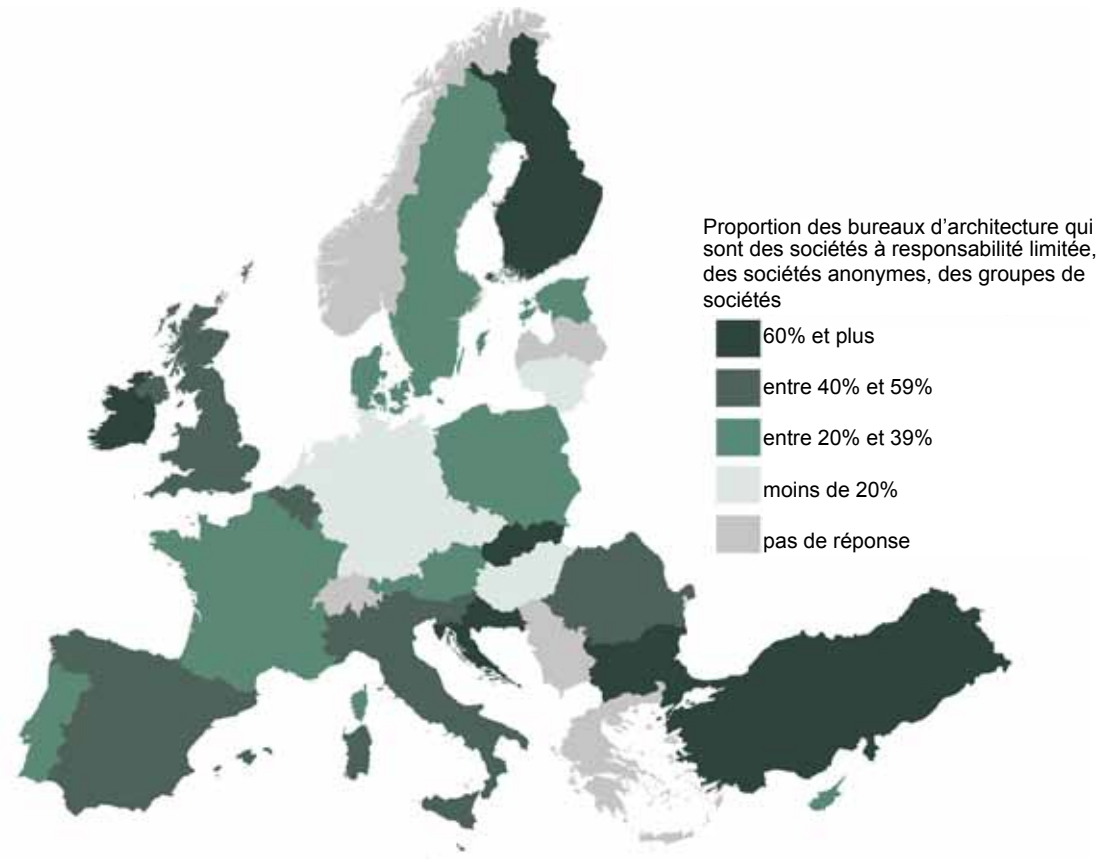 Proportion des bureaux d'architecture qui
sont des sociétés à responsabilité limitée,
des sociétés anonymes, des groupes de
sociétés
60% et plus
entre 40% et 59%
entre 20% et 39%
moins de 20%
pas de réponse